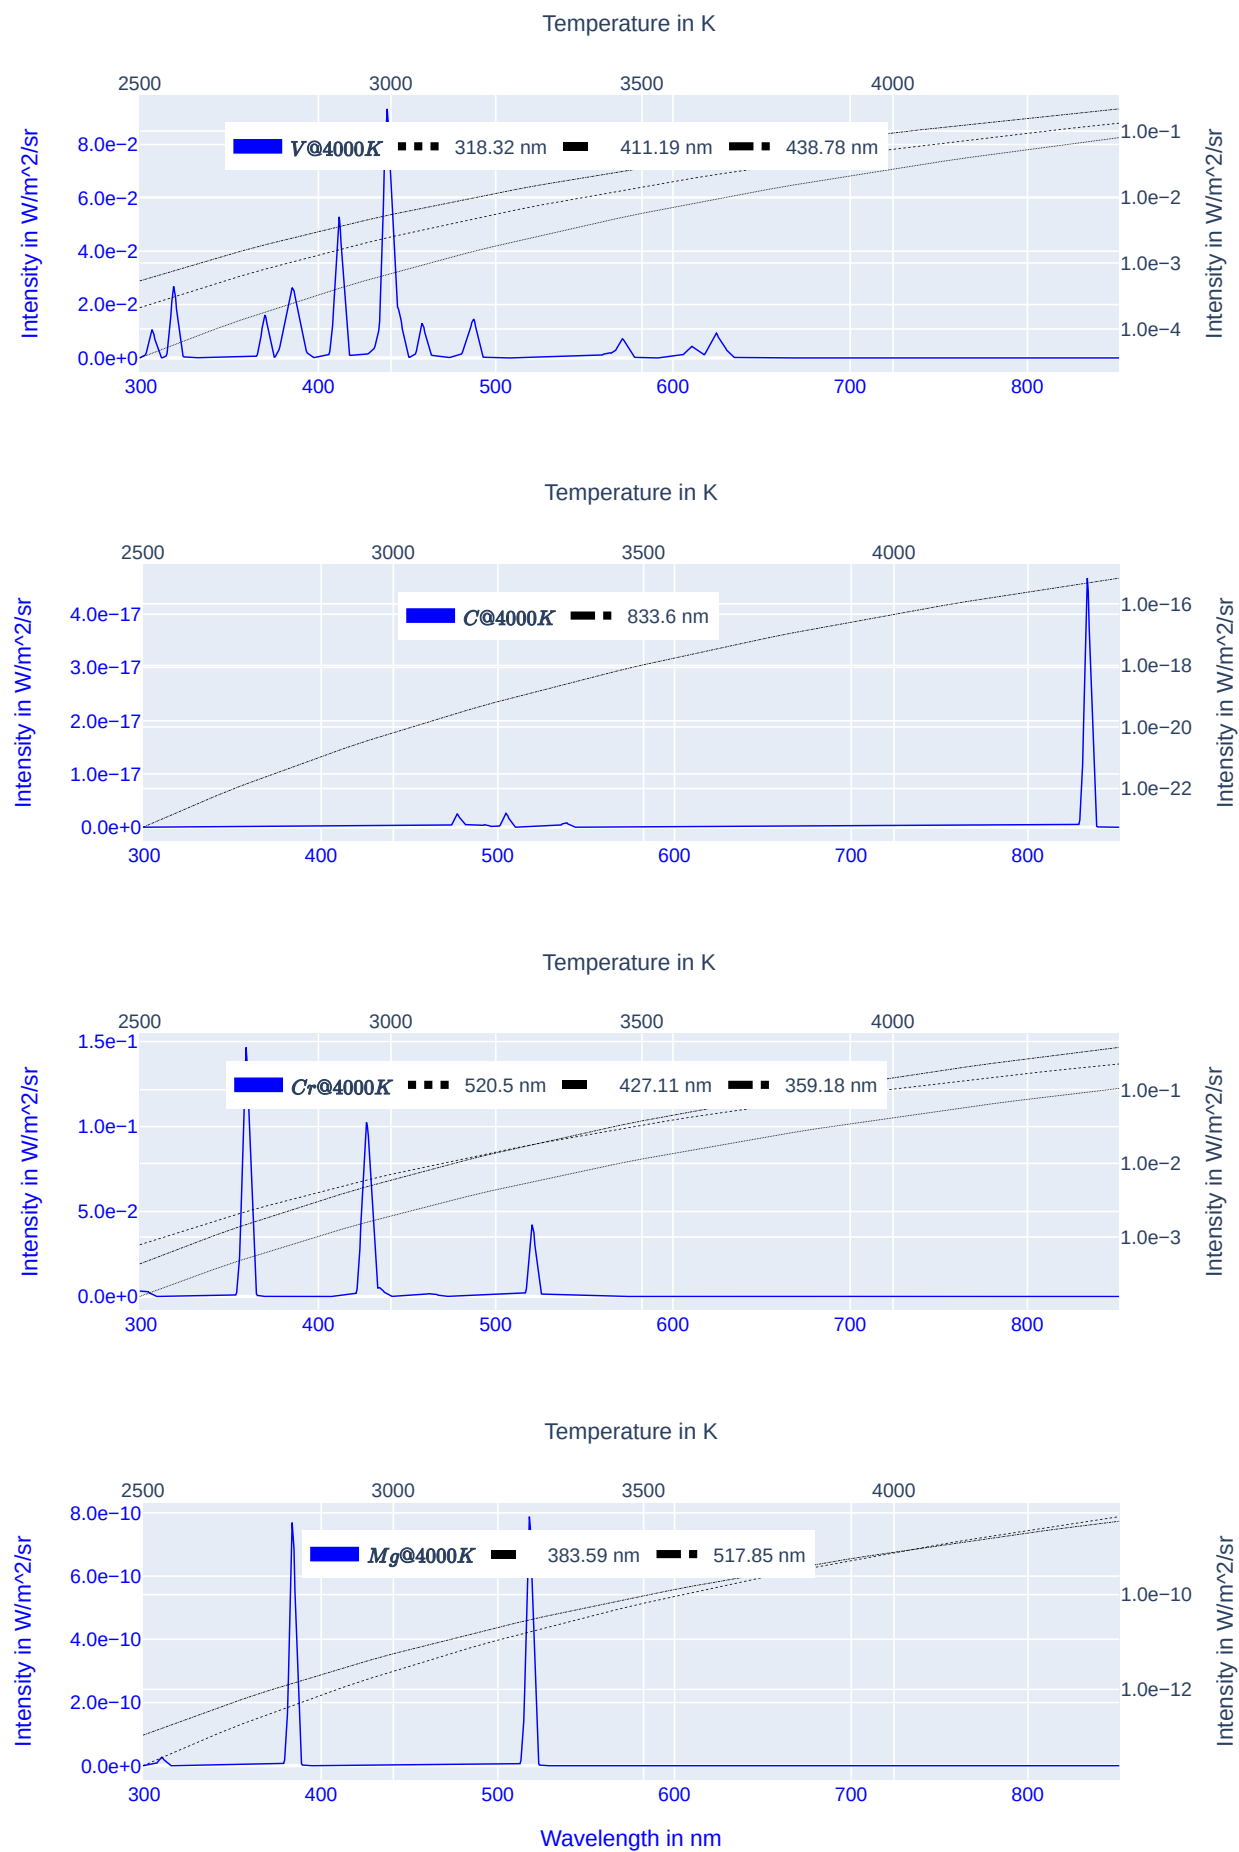 Temperature in K
2500 3000 3500 4000
Intensity in W/m^2/sr
8.0e−2
6.0e−2
4.0e−2
2.0e−2
0.0e+0
V@4000K 318.32 nm 411.19 nm 438.78 nm
1.0e−1
1.0e−2
1.0e−3
1.0e−4
Intensity in W/m^2/sr
300 400 500 600 700 800
Temperature in K
2500 3000 3500 4000
Intensity in W/m^2/sr
4.0e−17
3.0e−17
2.0e−17
1.0e−17
0.0e+0
C@4000K 833.6 nm
1.0e−16
1.0e−18
1.0e−20
1.0e−22
Intensity in W/m^2/sr
300 400 500 600 700 800
Temperature in K
2500 3000 3500 4000
Intensity in W/m^2/sr
1.5e−1
1.0e−1
5.0e−2
0.0e+0
Cr@4000K 520.5 nm 427.11 nm 359.18 nm
1.0e−1
1.0e−2
1.0e−3
Intensity in W/m^2/sr
300 400 500 600 700 800
Temperature in K
2500 3000 3500 4000
Intensity in W/m^2/sr
8.0e−10
6.0e−10
4.0e−10
2.0e−10
0.0e+0
Mg@4000K 383.59 nm 517.85 nm
1.0e−10
1.0e−12
Intensity in W/m^2/sr
300 400 500 600 700 800
Wavelength in nm